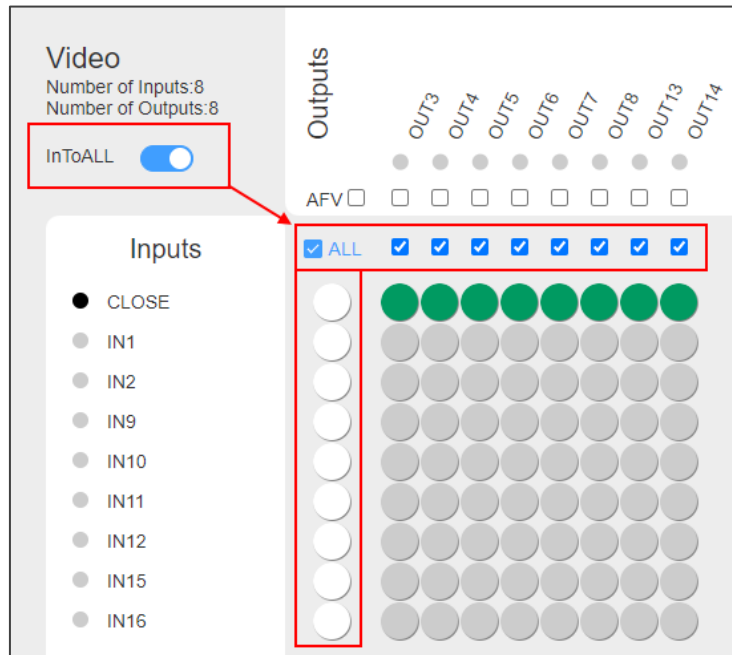 Video
Number of Inputs:8
Number of Outputs:8
InToALL
Outputs
OUT3
OUT4
OUT5
OUT6
OUT7
OUT8
OUT13
OUT14
AFV
Inputs
ALL
CLOSE
IN1
IN2
IN9
IN10
IN11
IN12
IN15
IN16